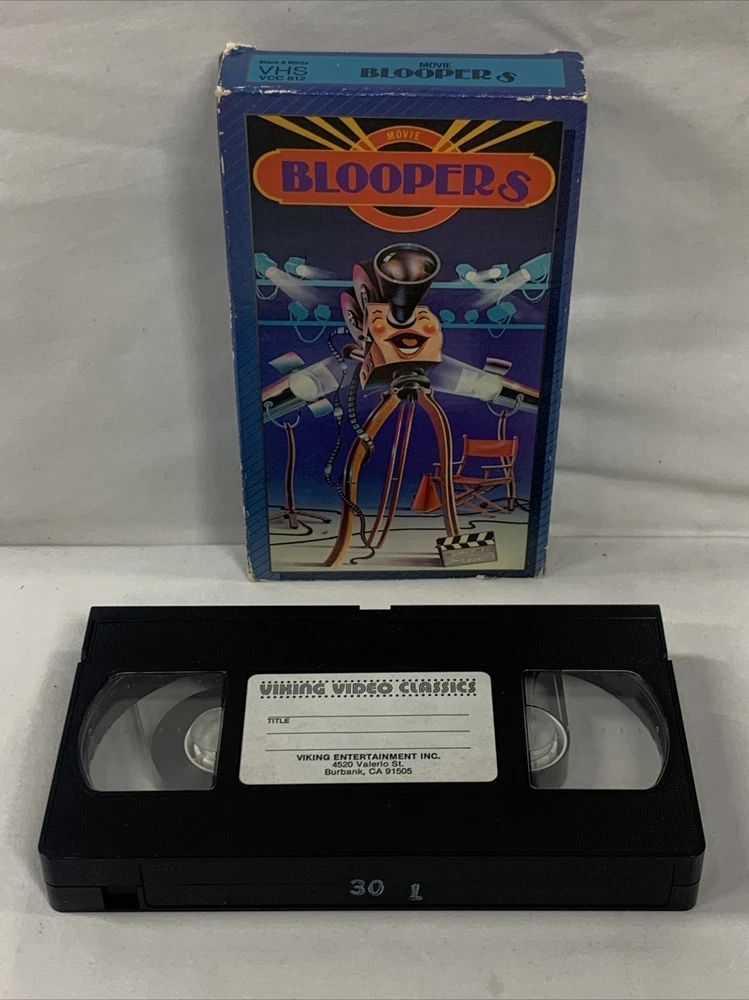 Black & White
VHS
VCC 812
MOVIE
BLOOPERS
MOVIE
BLOOPERS
VIKING VIDEO CLASSICS
TITLE
VIKING ENTERTAINMENT INC.
4520 Valerio St.
Burbank, CA 91505
30 1